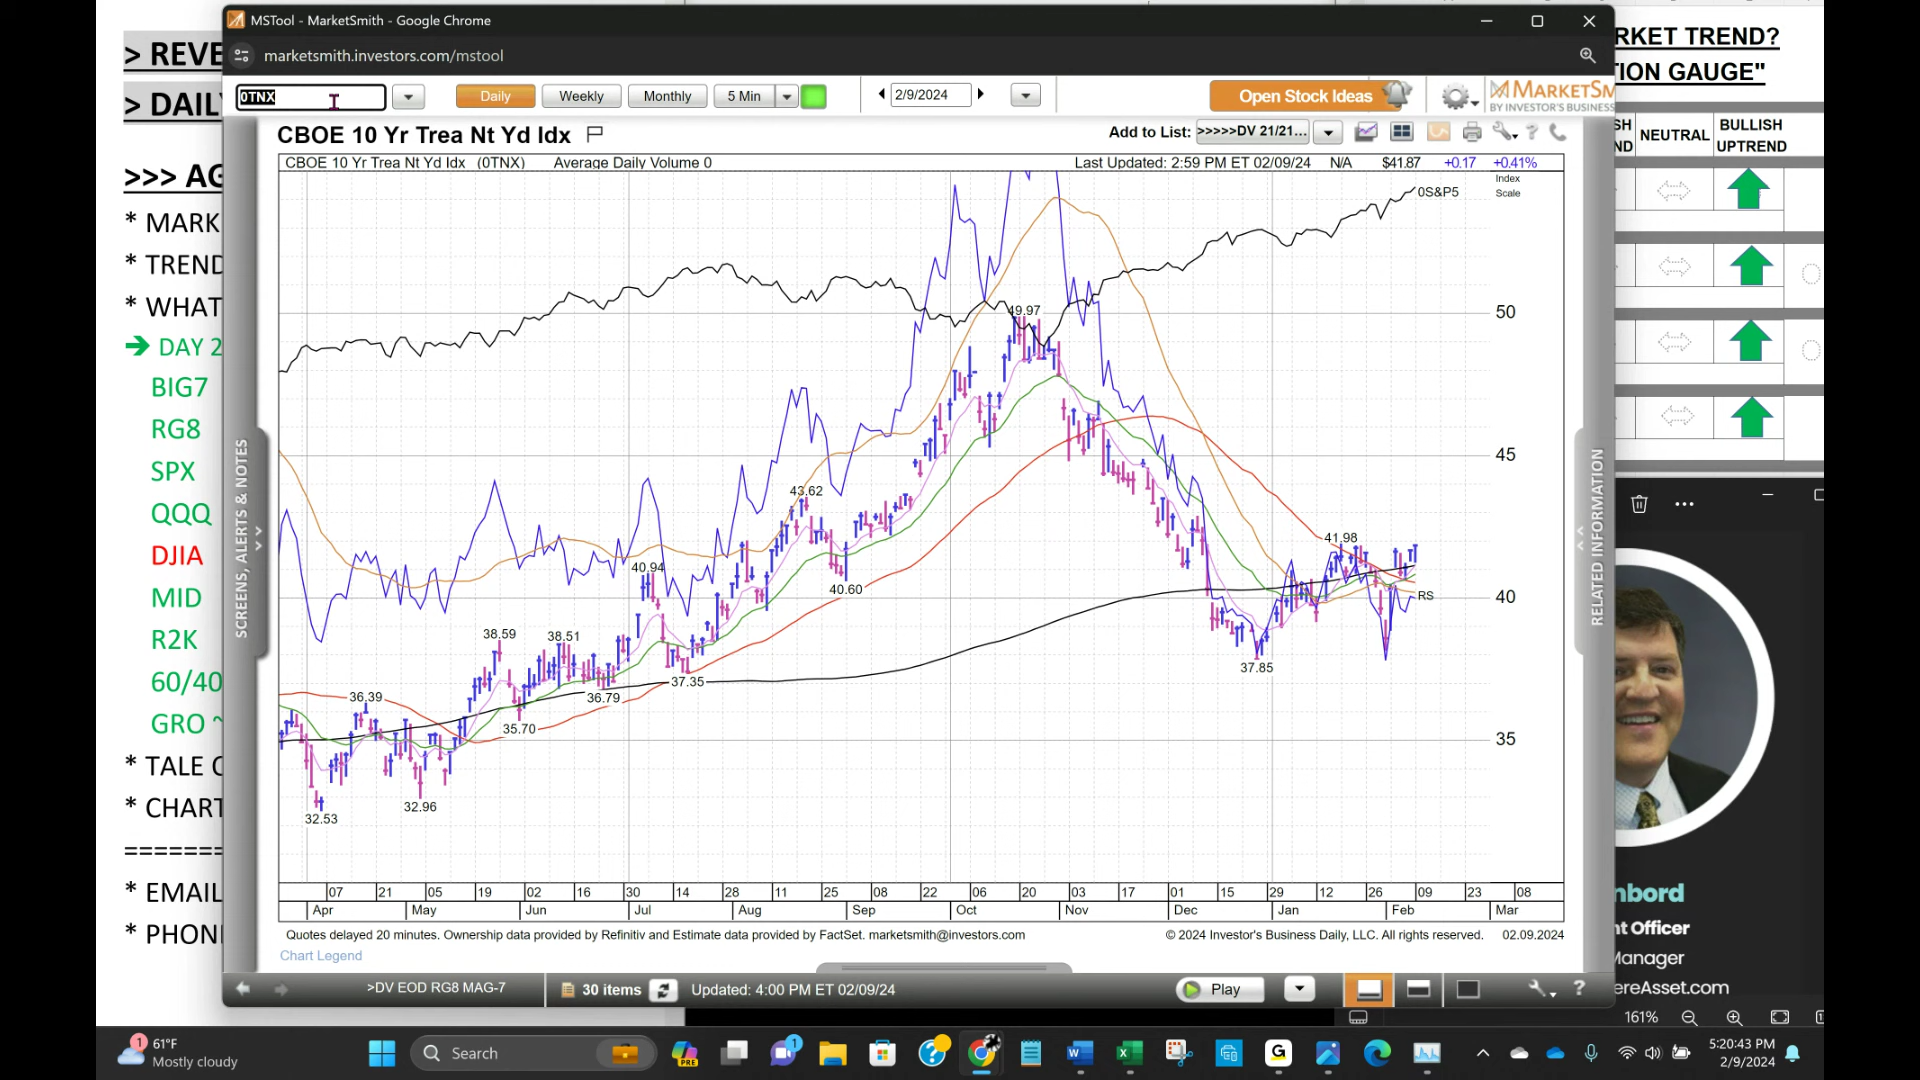 MSTool - MarketSmith - Google Chrome
marketsmith.investors.com/mstool
> REVE
> DAILY
>>> AG
* MARK
* TREND
* WHAT
DAY 2
BIG7
RG8
SPX
QQQ
DJIA
MID
R2K
60/40
GRO ~
* TALE
* CHART
* EMAIL
* PHON
0TNX
Daily
Weekly
Monthly
5 Min
2/9/2024
Open Stock Ideas
MARKETSM
BY INVESTOR'S BUSINESS
CBOE 10 Yr Trea Nt Yd Idx
Add to List:
>>>>>DV 21/21...
CBOE 10 Yr Trea Nt Yd Idx (0TNX) Average Daily Volume 0
Last Updated: 2:59 PM ET 02/09/24 N/A $41.87 +0.17 +0.41%
Index
Scale
0S&P5
50
45
40
35
49.97
43.62
41.98
40.94
40.60
RS
38.59
38.51
37.85
37.35
36.79
36.39
35.70
32.96
32.53
07 21 05 19 02 16 30 14 28 11 25 08 22 06 20 03 17 01 15 29 12 26 09 23 08
Apr May Jun Jul Aug Sep Oct Nov Dec Jan Feb Mar
Quotes delayed 20 minutes. Ownership data provided by Refinitiv and Estimate data provided by FactSet. marketsmith@investors.com
© 2024 Investor's Business Daily, LLC. All rights reserved. 02.09.2024
Chart Legend
SCREENS, ALERTS & NOTES
RELATED INFORMATION
>DV EOD RG8 MAG-7
30 items
Updated: 4:00 PM ET 02/09/24
Play
?
RKET TREND?
ION GAUGE"
SH
ND
NEUTRAL
BULLISH
UPTREND
nbord
nt Officer
Manager
ereAsset.com
161%
1
61°F
Mostly cloudy
Search
PRE
1
5:20:43 PM
2/9/2024